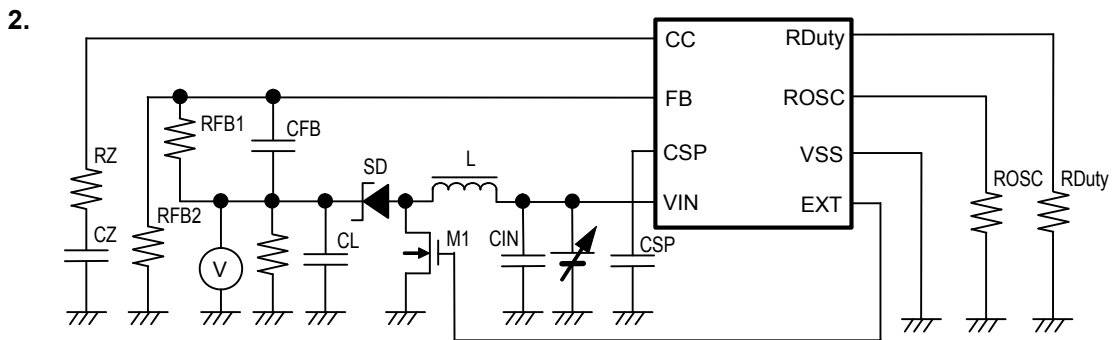 2.
CC
RDuty
FB
ROSC
RFB1
CFB
CSP
VSS
RZ
SD
L
ROSC
RDuty
VIN
EXT
RFB2
CZ
V
CL
M1
CIN
CSP